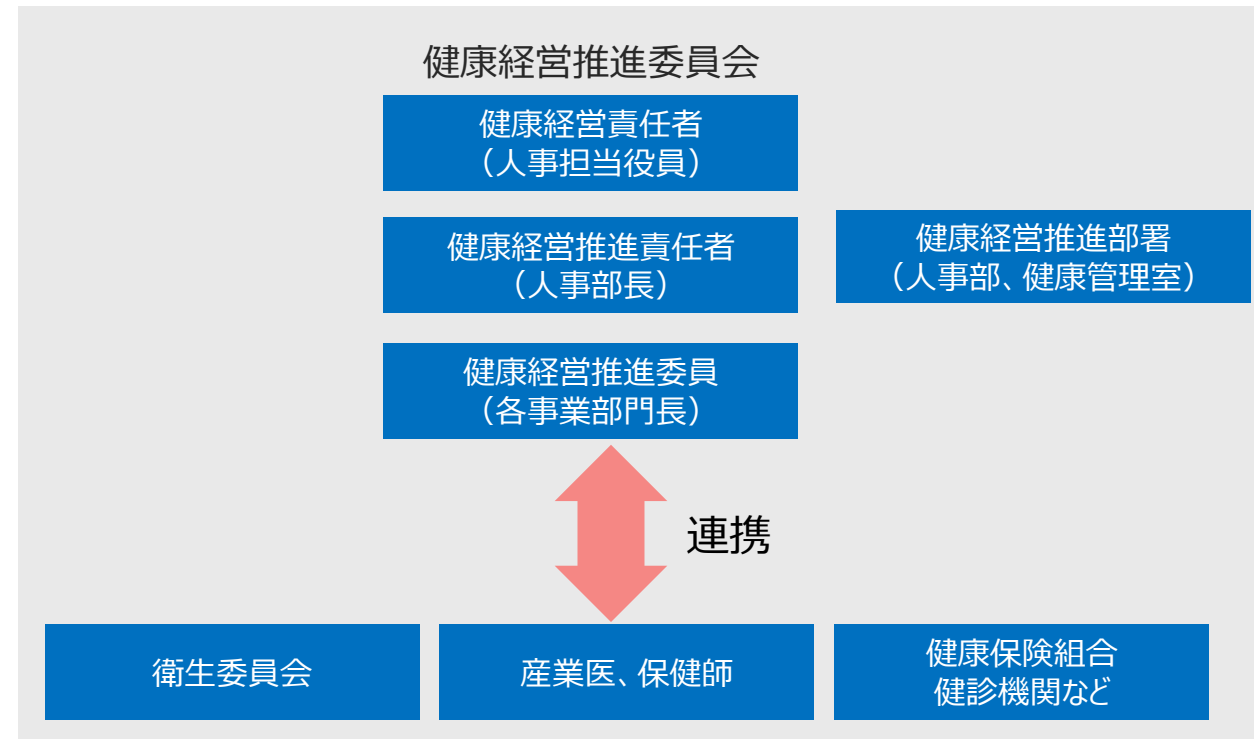 健康経営推進委員会
健康経営責任者
（人事担当役員）
健康経営推進責任者
（人事部長）
健康経営推進部署
（人事部、健康管理室）
健康経営推進委員
（各事業部門長）
連携
衛生委員会
産業医、保健師
健康保険組合
健診機関など